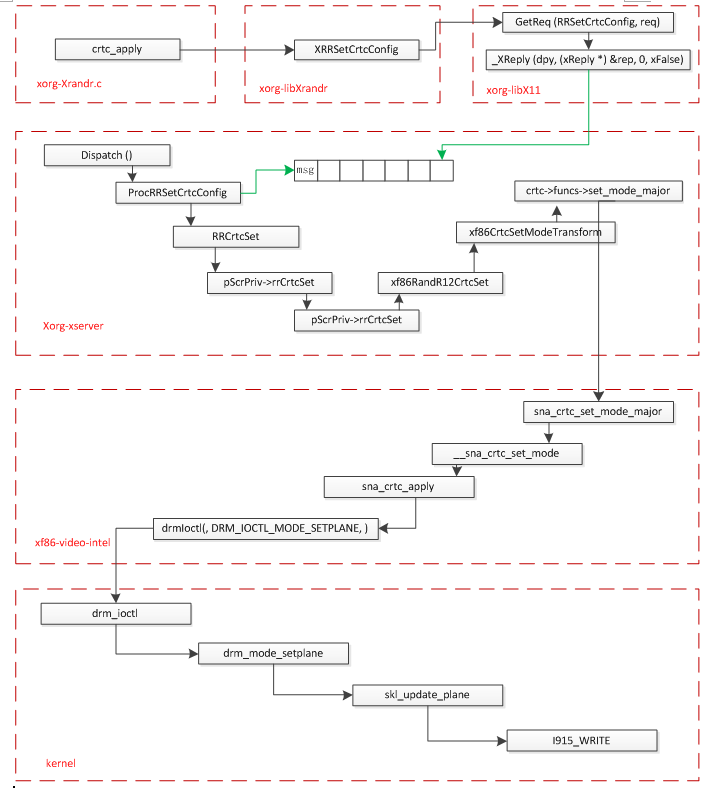 crtc_apply
xorg-Xrandr.c
XRRSetCrtcConfig
xorg-libXrandr
GetReq (RRSetCrtcConfig, req)
_XReply (dpy, (xReply *) &rep, 0, xFalse)
xorg-libX11
Dispatch ()
ProcRRSetCrtcConfig
msg
RRCrtcSet
pScrPriv->rrCrtcSet
pScrPriv->rrCrtcSet
xf86RandR12CrtcSet
xf86CrtcSetModeTransform
crtc->funcs->set_mode_major
Xorg-xserver
sna_crtc_set_mode_major
__sna_crtc_set_mode
sna_crtc_apply
drmIoctl(, DRM_IOCTL_MODE_SETPLANE, )
xf86-video-intel
drm_ioctl
drm_mode_setplane
skl_update_plane
I915_WRITE
kernel